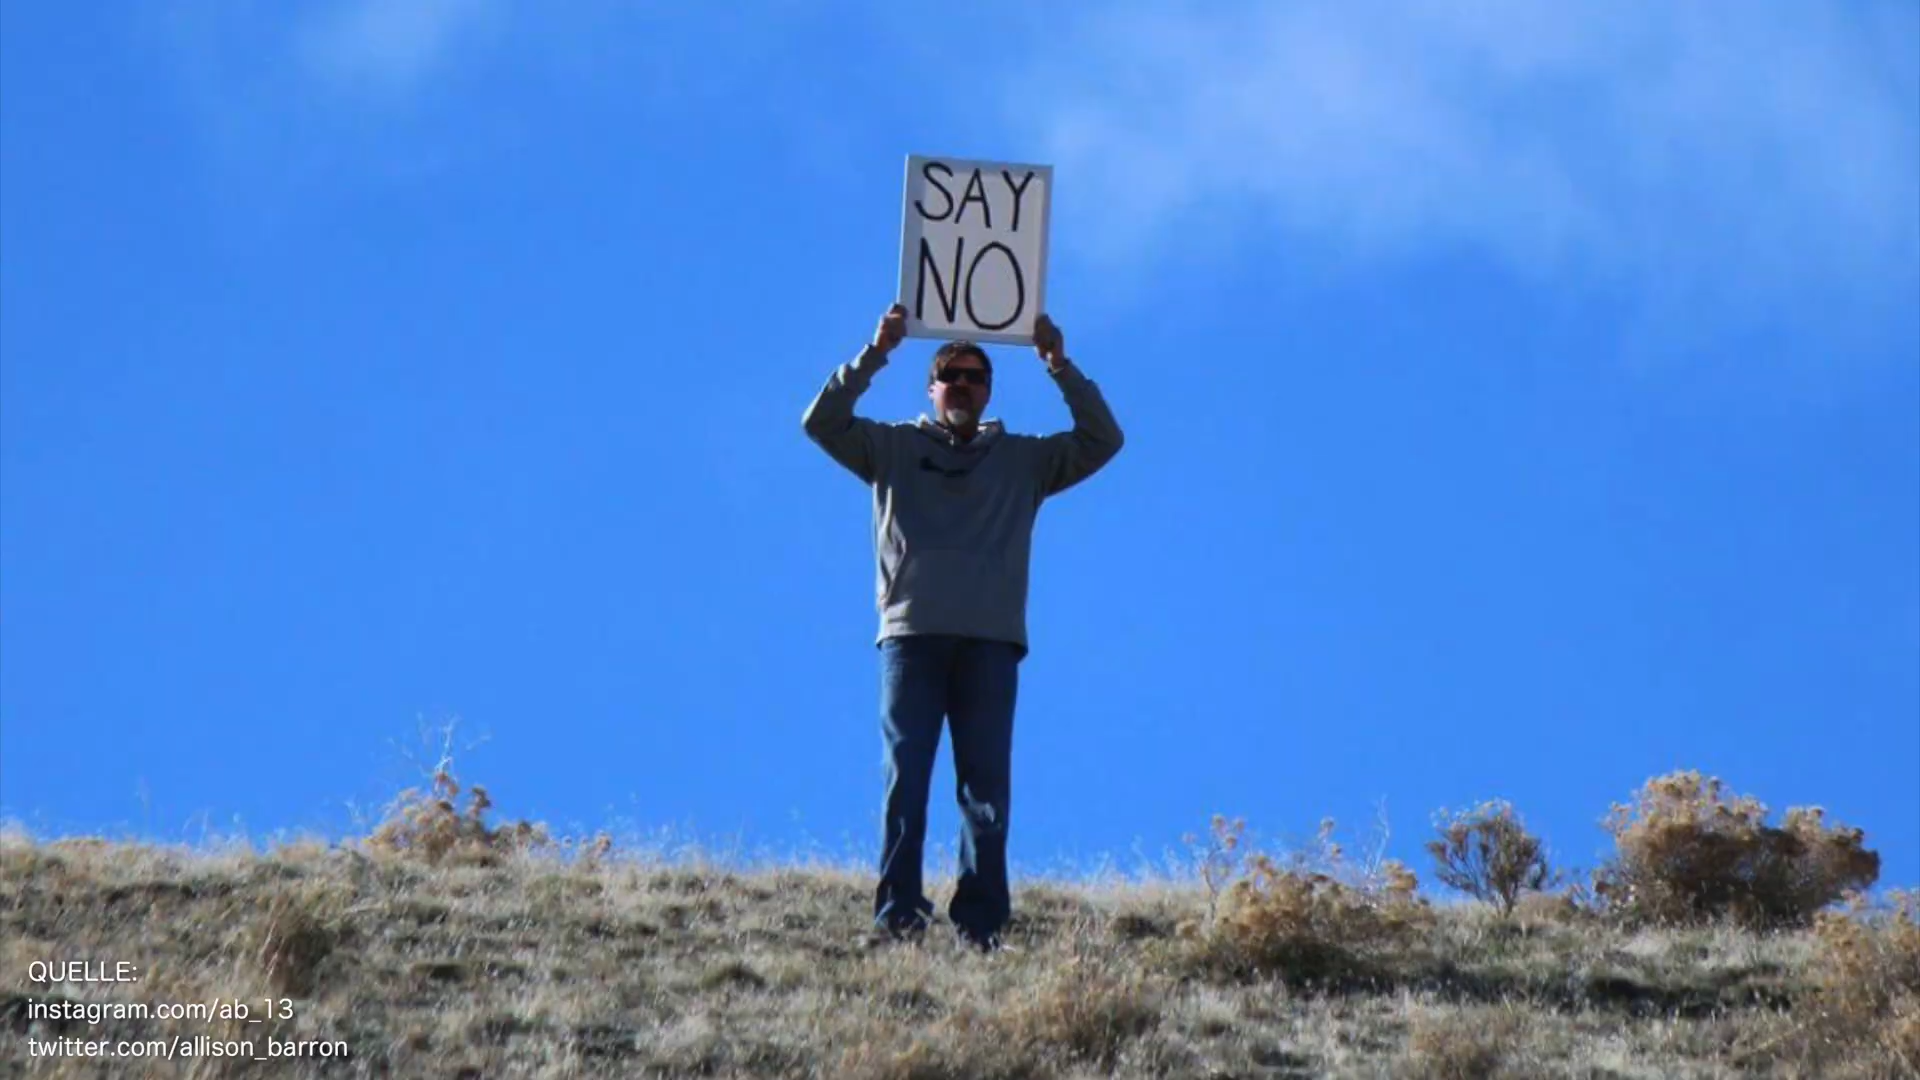 SAY
NO
QUELLE:
instagram.com/ab_13
twitter.com/allison_barron